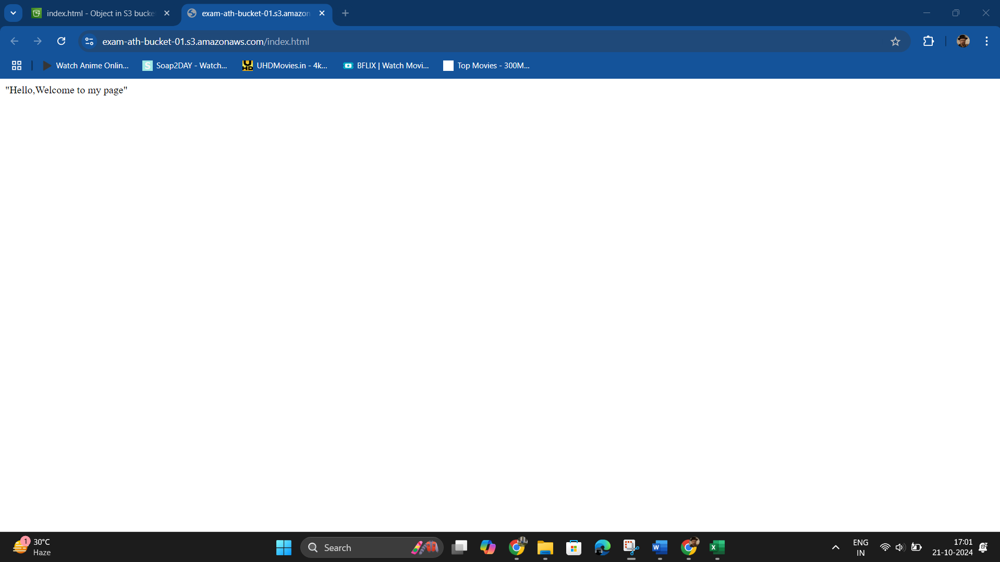 index.html - Object in S3 bucke
exam-ath-bucket-01.s3.amazon
exam-ath-bucket-01.s3.amazonaws.com/index.html
Watch Anime Onlin...
S Soap2DAY - Watch...
UHD UHDMovies.in - 4k...
BFLIX | Watch Movi...
Top Movies - 300M...
"Hello,Welcome to my page"
1
30°C
Haze
Search
W
X
ENG
IN
17:01
21-10-2024